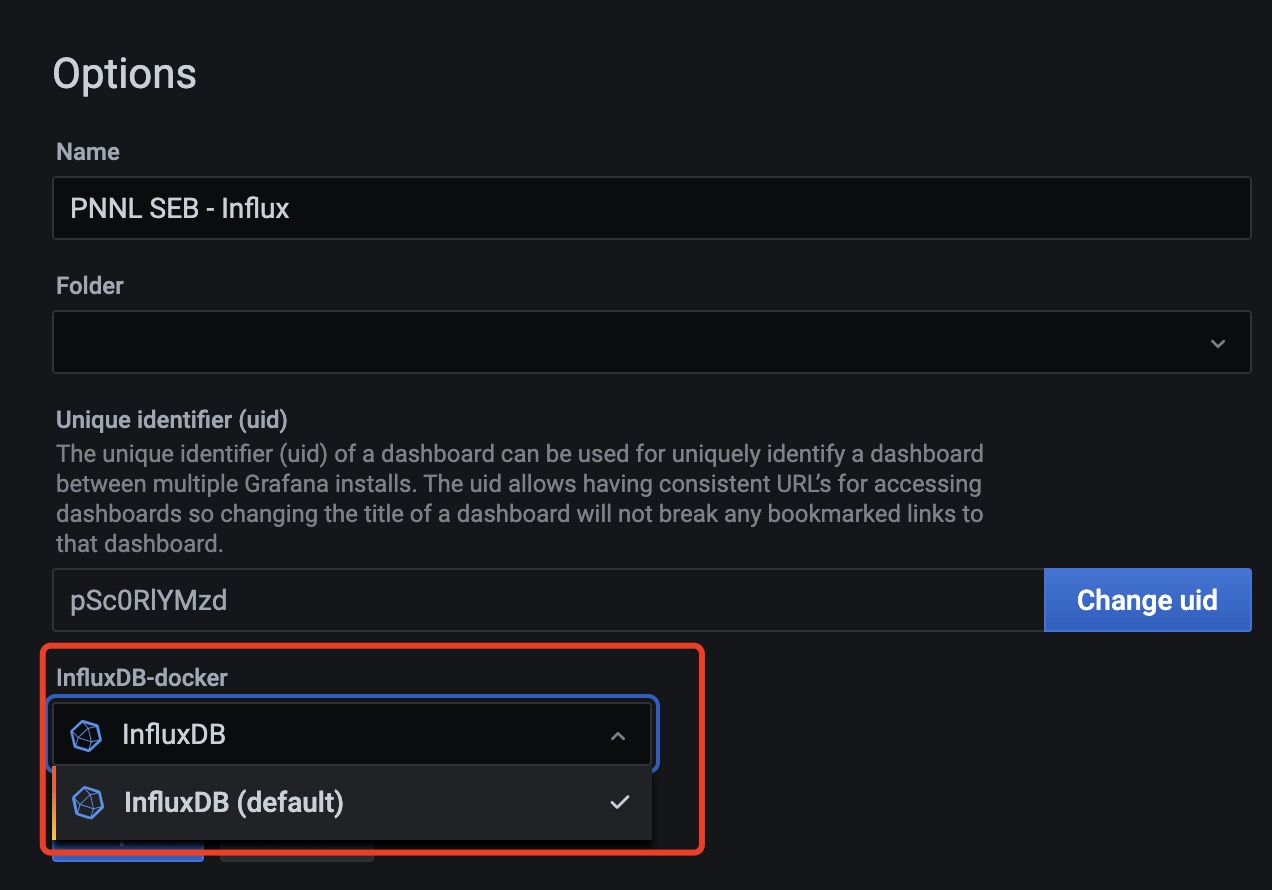 Options
Name
PNNL SEB - Influx
Folder
Unique identifier (uid)
The unique identifier (uid) of a dashboard can be used for uniquely identify a dashboard
between multiple Grafana installs. The uid allows having consistent URL's for accessing
dashboards so changing the title of a dashboard will not break any bookmarked links to
that dashboard.
pSc0RlYMzd
Change uid
InfluxDB-docker
InfluxDB
InfluxDB (default)